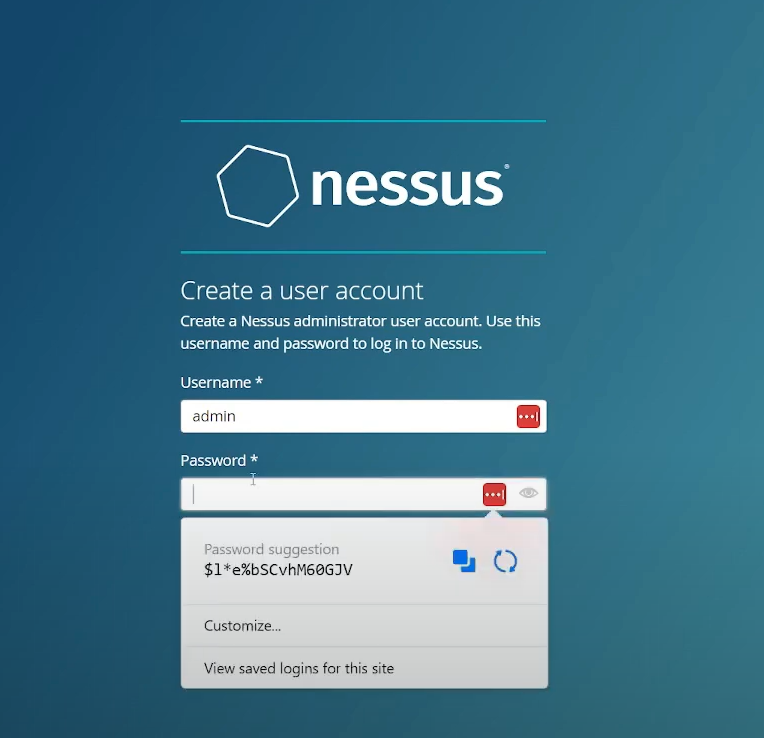 nessus®
Create a user account
Create a Nessus administrator user account. Use this
username and password to log in to Nessus.
Username *
admin
Password *
Password suggestion
$l*e%bSCvhM60GJV
Customize...
View saved logins for this site